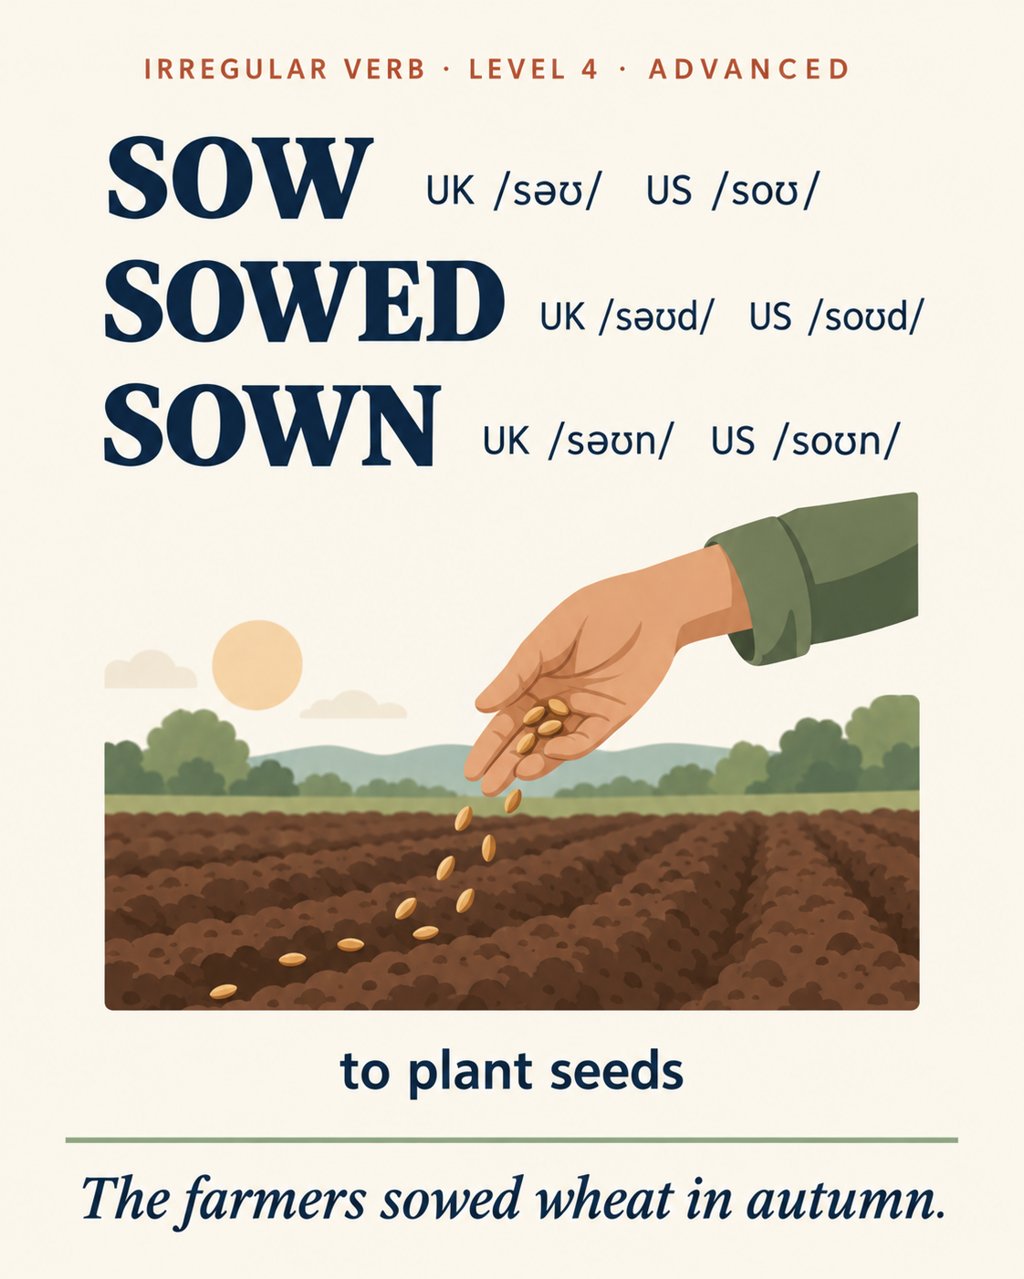 IRREGULAR VERB · LEVEL 4 · ADVANCED
SOW UK /səʊ/ US /soʊ/
SOWED UK /səʊd/ US /soʊd/
SOWN UK /səʊn/ US /soʊn/
to plant seeds
The farmers sowed wheat in autumn.